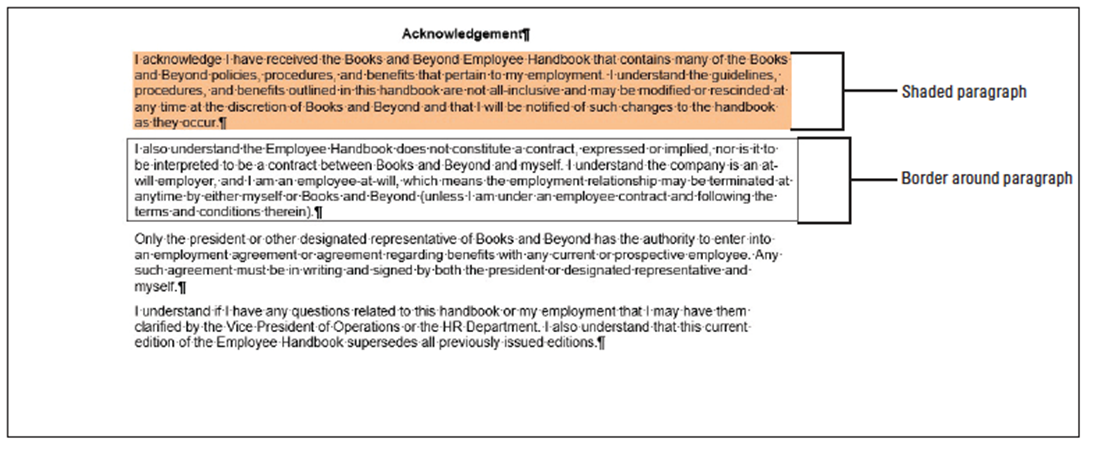 Acknowledgement¶
I·acknowledge·I·have·received·the·Books·and·Beyond·Employee·Handbook·that·contains·many·of·the·Books·
and·Beyond·policies,·procedures,·and·benefits·that·pertain·to·my·employment.·I·understand·the·guidelines,·
procedures,·and·benefits·outlined·in·this·handbook·are·not·all-inclusive·and·may·be·modified·or·rescinded·at·
any·time·at·the·discretion·of·Books·and·Beyond·and·that·I·will·be·notified·of·such·changes·to·the·handbook·
as·they·occur.¶
Shaded paragraph
I·also·understand·the·Employee·Handbook·does·not·constitute·a·contract,·expressed·or·implied,·nor·is·it·to·
be·interpreted·to·be·a·contract·between·Books·and·Beyond·and·myself.·I·understand·the·company·is·an·at-
will·employer,·and·I·am·an·employee·at-will,·which·means·the·employment·relationship·may·be·terminated·at·
anytime·by·either·myself·or·Books·and·Beyond·(unless·I·am·under·an·employee·contract·and·following·the·
terms·and·conditions·therein).¶
Border around paragraph
Only·the·president·or·other·designated·representative·of·Books·and·Beyond·has·the·authority·to·enter·into·
an·employment·agreement·or·agreement·regarding·benefits·with·any·current·or·prospective·employee.·Any·
such·agreement·must·be·in·writing·and·signed·by·both·the·president·or·designated·representative·and·
myself.¶
I·understand·if·I·have·any·questions·related·to·this·handbook·or·my·employment·that·I·may·have·them·
clarified·by·the·Vice·President·of·Operations·or·the·HR·Department.·I·also·understand·that·this·current·
edition·of·the·Employee·Handbook·supersedes·all·previously·issued·editions.¶